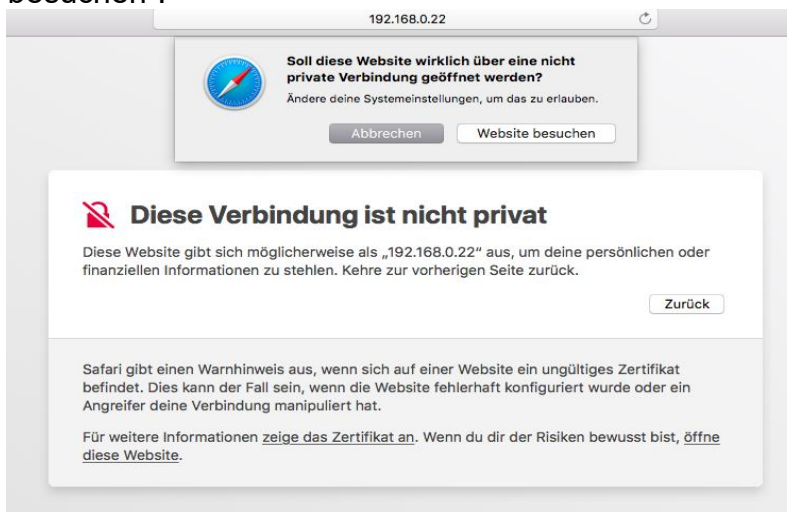 besuchen".
192.168.0.22
Soll diese Website wirklich über eine nicht
private Verbindung geöffnet werden?
Ändere deine Systemeinstellungen, um das zu erlauben.
Abbrechen Website besuchen
Diese Verbindung ist nicht privat
Diese Website gibt sich möglicherweise als „192.168.0.22“ aus, um deine persönlichen oder
finanziellen Informationen zu stehlen. Kehre zur vorherigen Seite zurück.
Zurück
Safari gibt einen Warnhinweis aus, wenn sich auf einer Website ein ungültiges Zertifikat
befindet. Dies kann der Fall sein, wenn die Website fehlerhaft konfiguriert wurde oder ein
Angreifer deine Verbindung manipuliert hat.
Für weitere Informationen zeige das Zertifikat an. Wenn du dir der Risiken bewusst bist, öffne
diese Website.